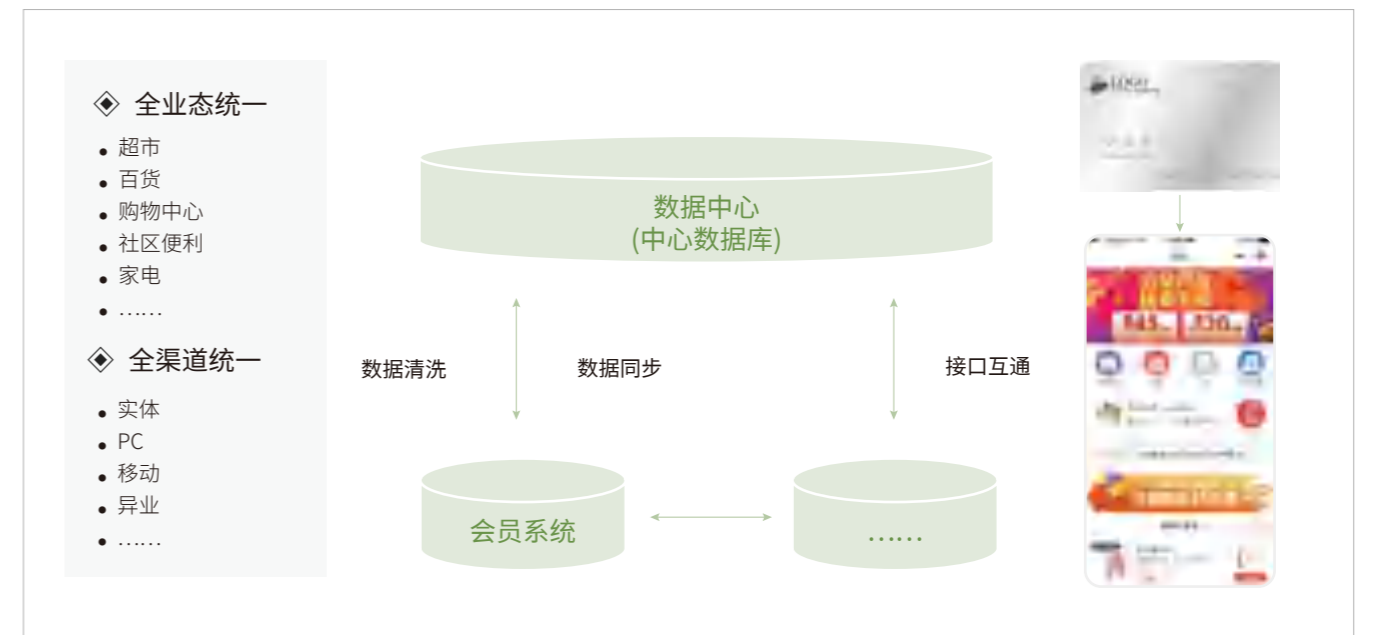 全业态统一
超市
百货
购物中心
社区便利
家电
……
全渠道统一
实体
PC
移动
异业
……
数据中心
(中心数据库)
数据清洗
数据同步
接口互通
会员系统
……
LOGO